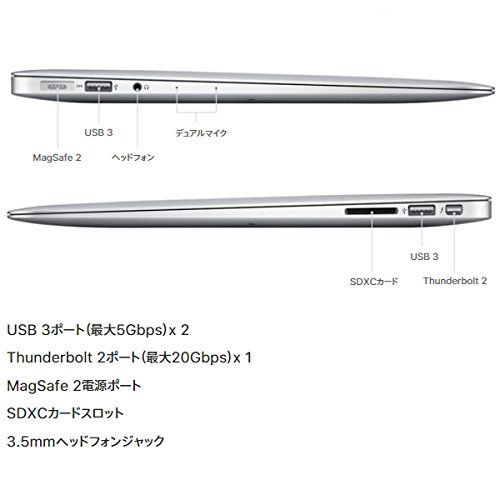 USB 3
デュアルマイク
MagSafe 2
ヘッドフォン
USB 3
SDXCカード
Thunderbolt 2
USB 3ポート(最大5Gbps) x 2
Thunderbolt 2ポート(最大20Gbps) x 1
MagSafe 2電源ポート
SDXCカードスロット
3.5mmヘッドフォンジャック